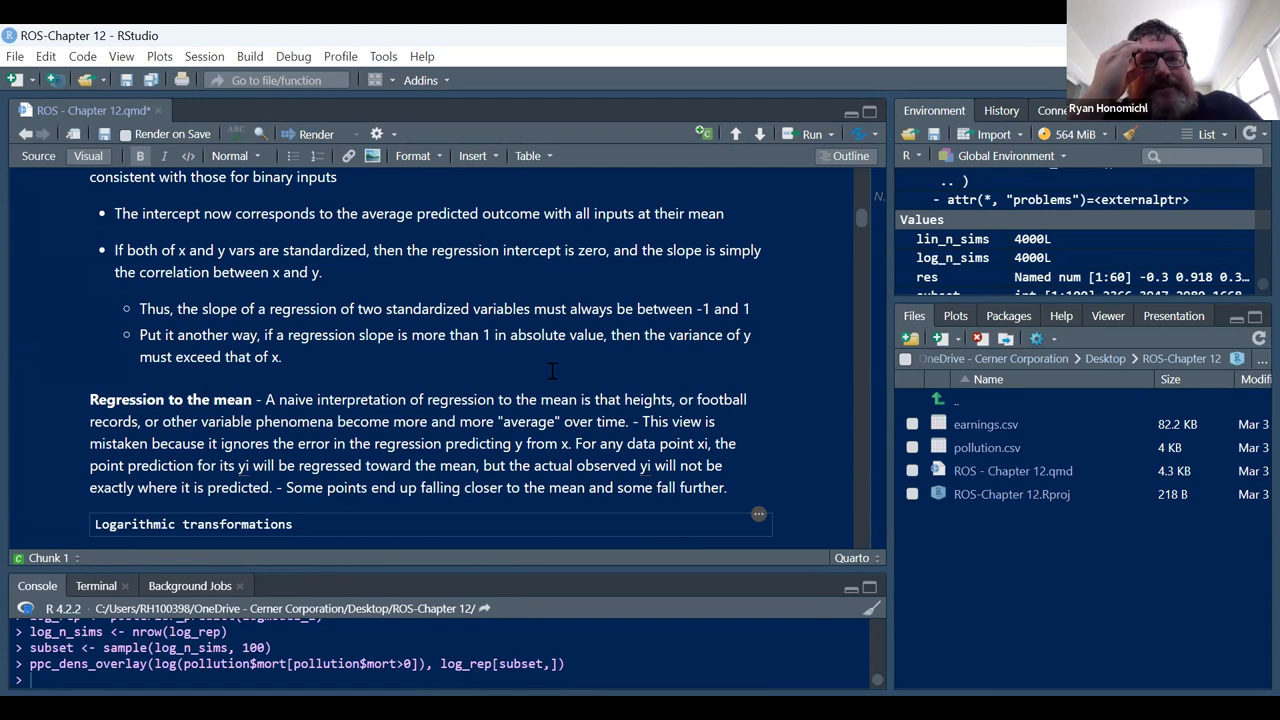 ROS-Chapter 12 - RStudio
File Edit Code View Plots Session Build Debug Profile Tools Help
Go to file/function Addins
Ryan Honomichl
ROS - Chapter 12.qmd*
Render on Save ABC Render Run
Source Visual B I </> Normal Format Insert Table Outline
consistent with those for binary inputs
• The intercept now corresponds to the average predicted outcome with all inputs at their mean
• If both of x and y vars are standardized, then the regression intercept is zero, and the slope is simply
the correlation between x and y.
Thus, the slope of a regression of two standardized variables must always be between -1 and 1
Put it another way, if a regression slope is more than 1 in absolute value, then the variance of y
must exceed that of x.
Regression to the mean - A naive interpretation of regression to the mean is that heights, or football
records, or other variable phenomena become more and more "average" over time. - This view is
mistaken because it ignores the error in the regression predicting y from x. For any data point xi, the
point prediction for its yi will be regressed toward the mean, but the actual observed yi will not be
exactly where it is predicted. - Some points end up falling closer to the mean and some fall further.
Logarithmic transformations
N.
Chunk 1 Quarto
Console Terminal Background Jobs
R 4.2.2 · C:/Users/RH100398/OneDrive - Cerner Corporation/Desktop/ROS-Chapter 12/
> log_n_sims <- nrow(log_rep)
> subset <- sample(log_n_sims, 100)
> ppc_dens_overlay(log(pollution$mort[pollution$mort>0]), log_rep[subset,])
>
Environment History Conne
Import 564 MiB List
R Global Environment
.. )
- attr(*, "problems")=<externalptr>
Values
lin_n_sims 4000L
log_n_sims 4000L
res Named num [1:60] -0.3 0.918 0.3…
Files Plots Packages Help Viewer Presentation
OneDrive - Cerner Corporation Desktop ROS-Chapter 12 ...
Name Size Modifi
..
earnings.csv 82.2 KB Mar 3
pollution.csv 4 KB Mar 3
ROS - Chapter 12.qmd 4.3 KB Mar 3
ROS-Chapter 12.Rproj 218 B Mar 3